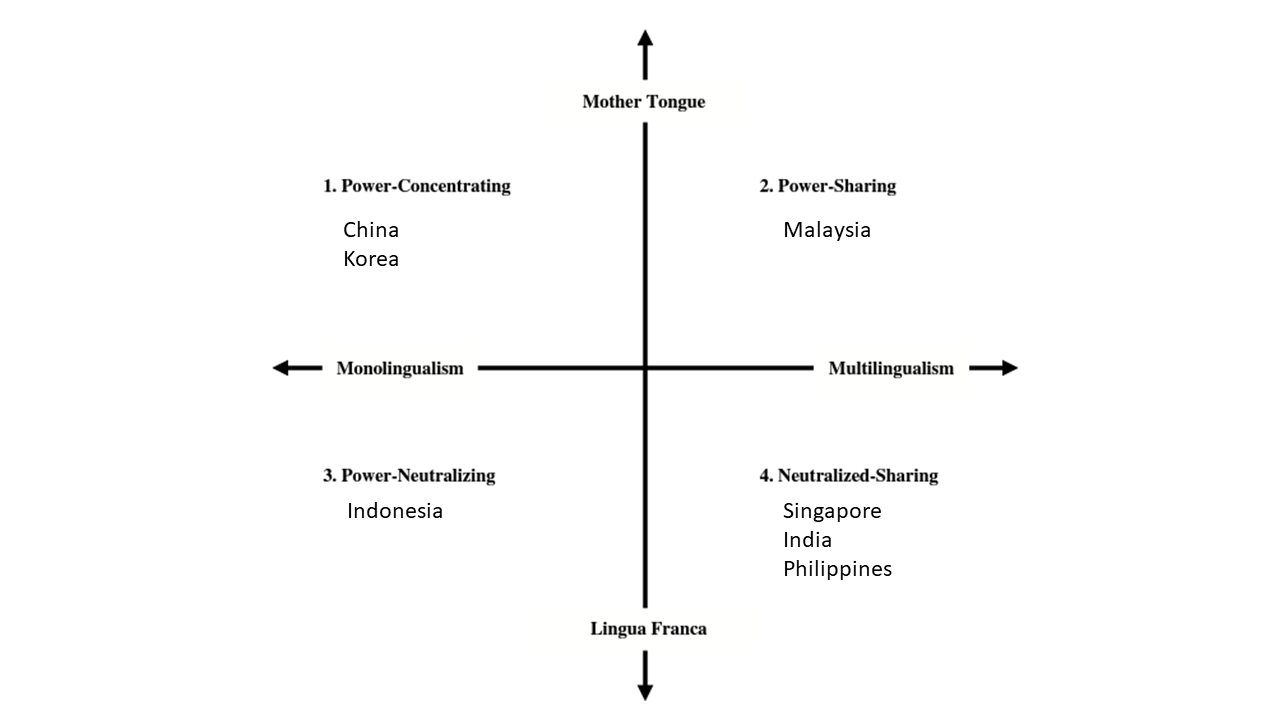 Mother Tongue
1. Power-Concentrating
China
Korea
2. Power-Sharing
Malaysia
Monolingualism
Multilingualism
3. Power-Neutralizing
Indonesia
4. Neutralized-Sharing
Singapore
India
Philippines
Lingua Franca